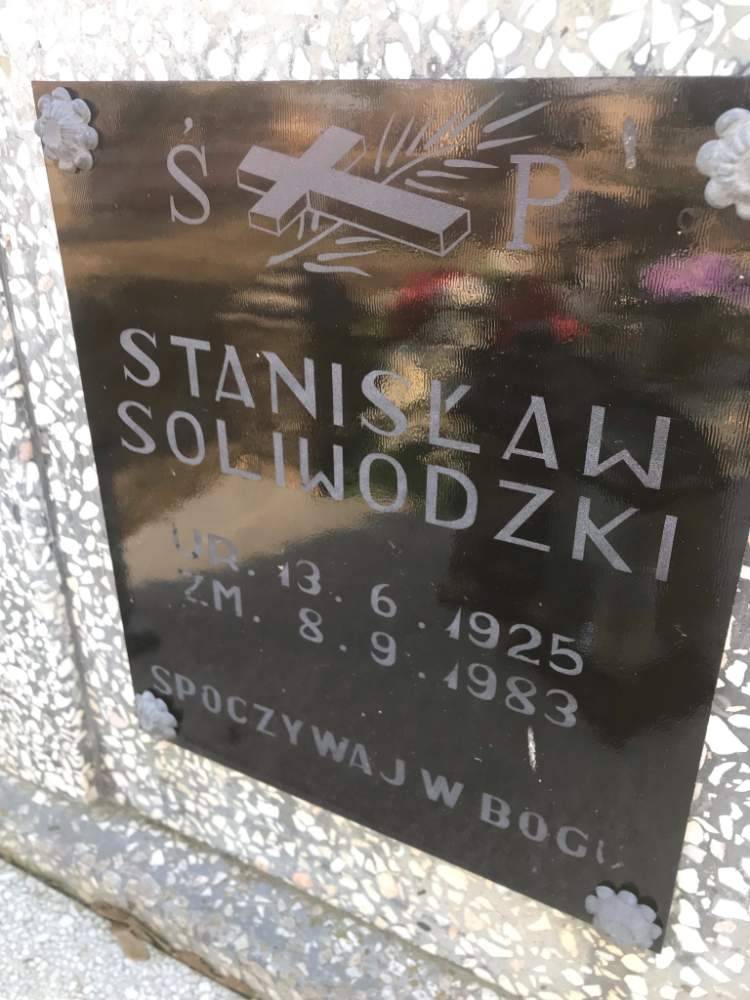 Ś P
STANISŁAW
SOLIWODZKI
UR. 13. 6. 1925
ZM. 8. 9. 1983
SPOCZYWAJ W BOGU